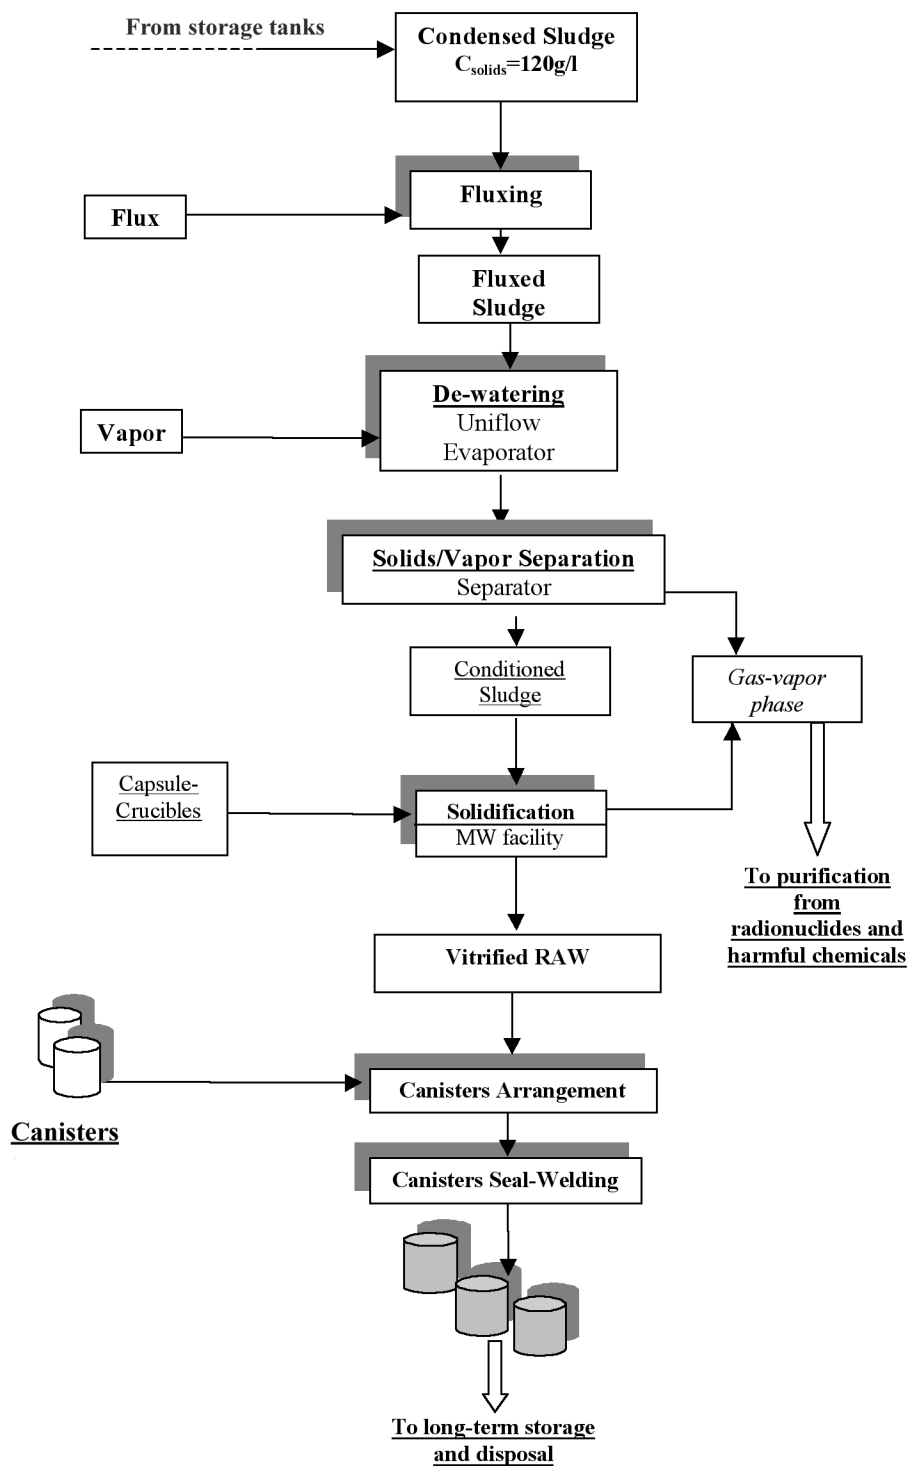 From storage tanks
Condensed Sludge
Csolids=120g/l
Fluxing
Flux
Fluxed
Sludge
De-watering
Uniflow
Evaporator
Vapor
Solids/Vapor Separation
Separator
Conditioned
Sludge
Gas-vapor
phase
Capsule-
Crucibles
Solidification
MW facility
To purification
from
radionuclides and
harmful chemicals
Vitrified RAW
Canisters Arrangement
Canisters
Canisters Seal-Welding
To long-term storage
and disposal